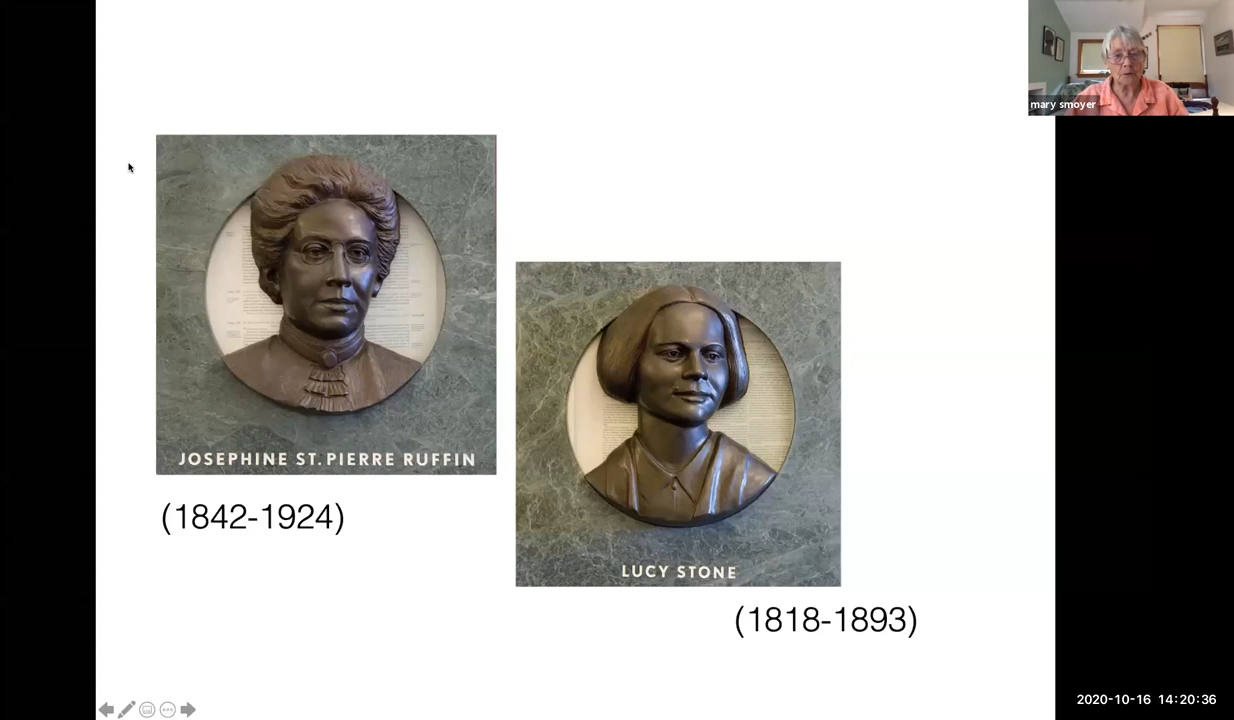 mary smoyer
JOSEPHINE ST. PIERRE RUFFIN
(1842-1924)
LUCY STONE
(1818-1893)
2020-10-16 14:20:36